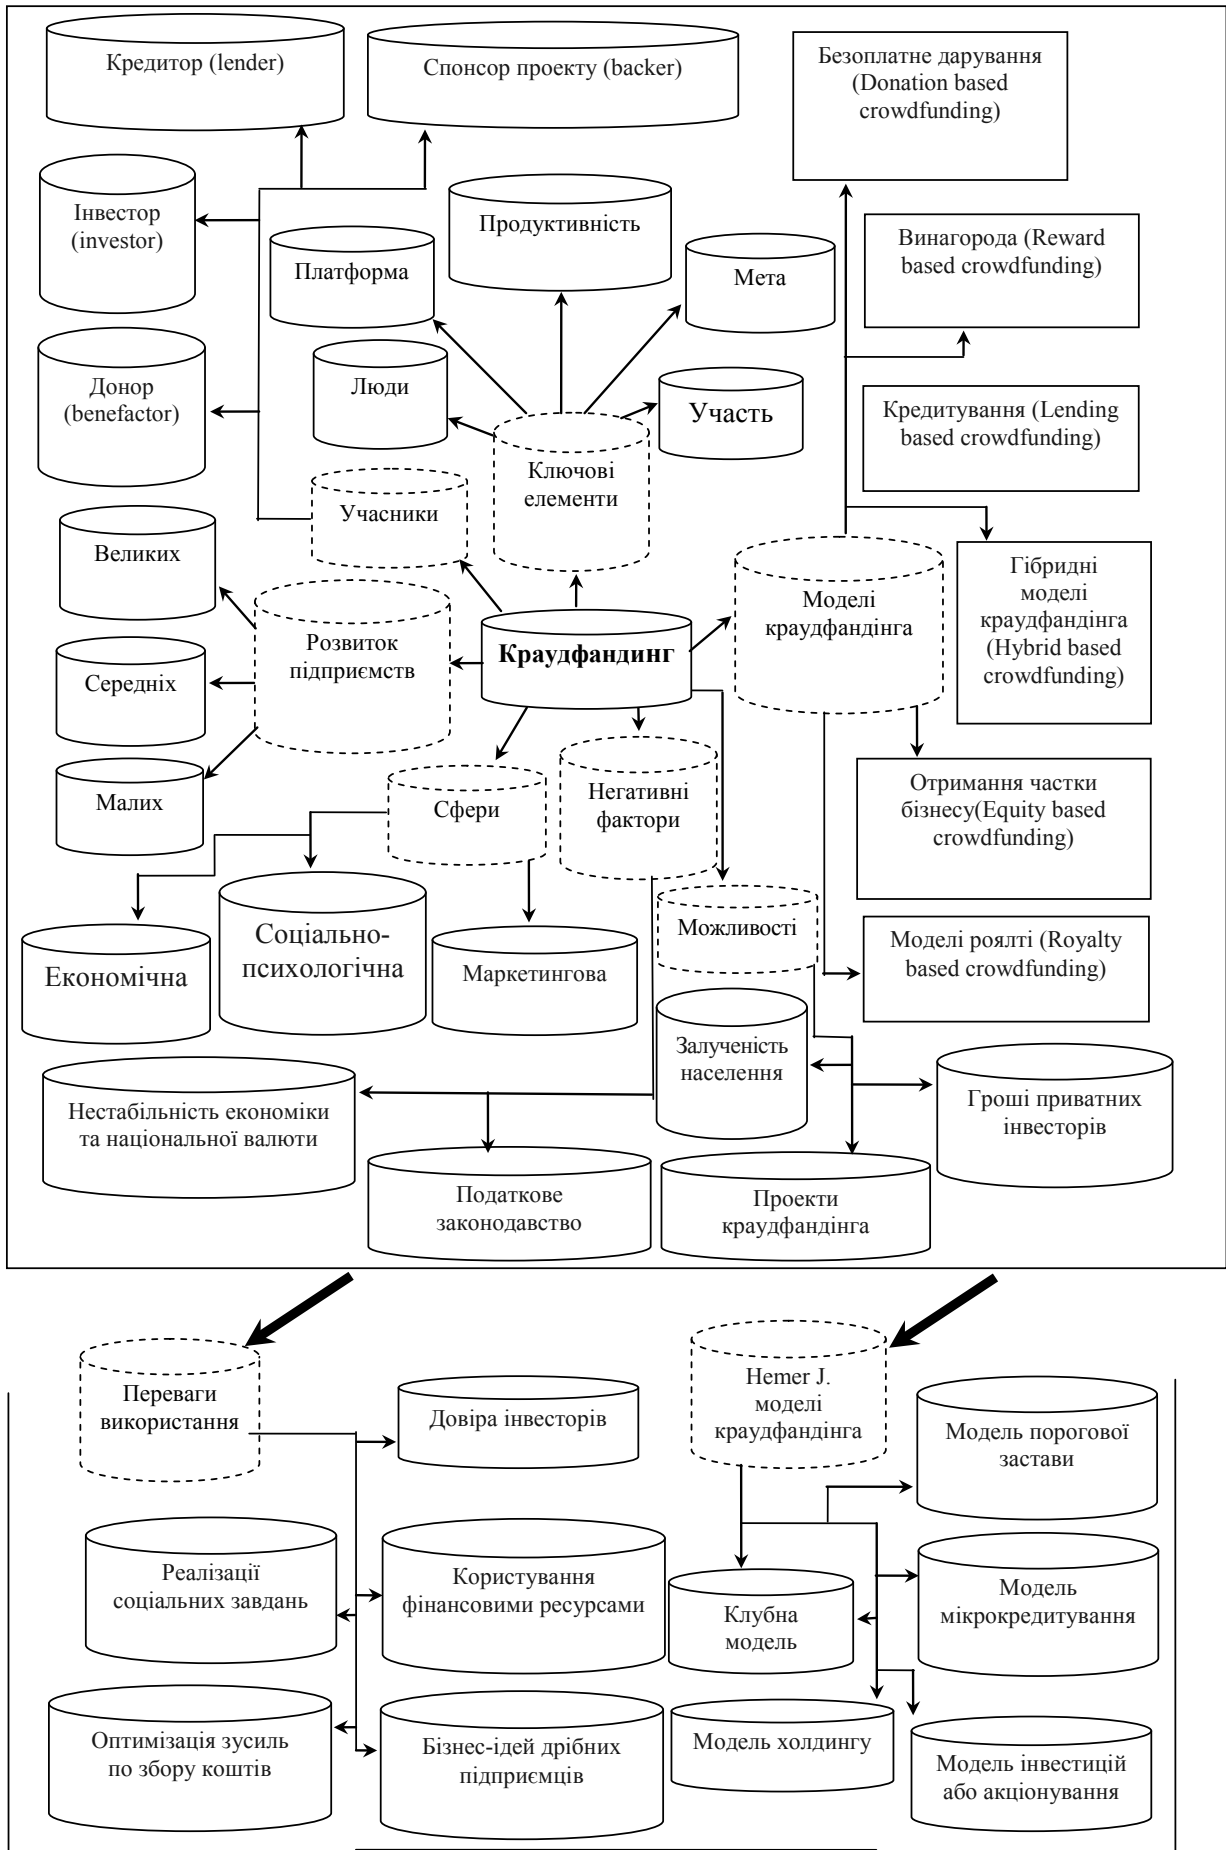 Кредитор (lender)
Спонсор проекту (backer)
Безоплатне дарування
(Donation based
crowdfunding)
Інвестор
(investor)
Продуктивність
Платформа
Мета
Винагорода (Reward
based crowdfunding)
Донор
(benefactor)
Люди
Участь
Кредитування (Lending
based crowdfunding)
Ключові
елементи
Учасники
Великих
Моделі
краудфандінга
Гібридні
моделі
краудфандінга
(Hybrid based
crowdfunding)
Розвиток
підприємств
Краудфандинг
Середніх
Малих
Сфери
Негативні
фактори
Отримання частки
бізнесу(Equity based
crowdfunding)
Можливості
Економічна
Соціально-
психологічна
Маркетингова
Моделі роялті (Royalty
based crowdfunding)
Залученість
населення
Нестабільність економіки
та національної валюти
Гроші приватних
інвесторів
Податкове
законодавство
Проекти
краудфандінга
Переваги
використання
Довіра інвесторів
Hemer J.
моделі
краудфандінга
Модель порогової
застави
Реалізації
соціальних завдань
Користування
фінансовими ресурсами
Клубна
модель
Модель
мікрокредитування
Оптимізація зусиль
по збору коштів
Бізнес-ідей дрібних
підприємців
Модель холдингу
Модель інвестицій
або акціонування